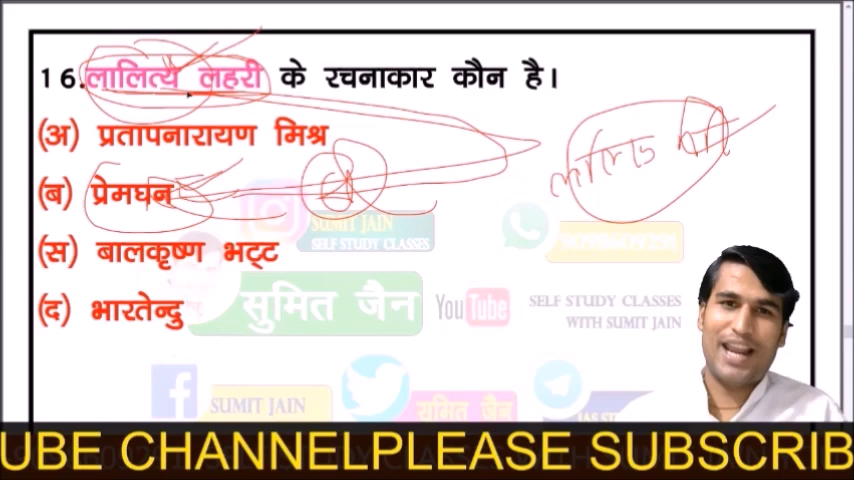 16. लालित्य लहरी के रचनाकार कौन है।
(अ) प्रतापनारायण मिश्र
(ब) प्रेमघन
(स) बालकृष्ण भट्ट
(द) भारतेन्दु
SUMIT JAIN
SELF STUDY CLASSES
सुमित जैन
YouTube
SELF STUDY CLASSES
WITH SUMIT JAIN
SUMIT JAIN
UBE CHANNELPLEASE SUBSCRIB